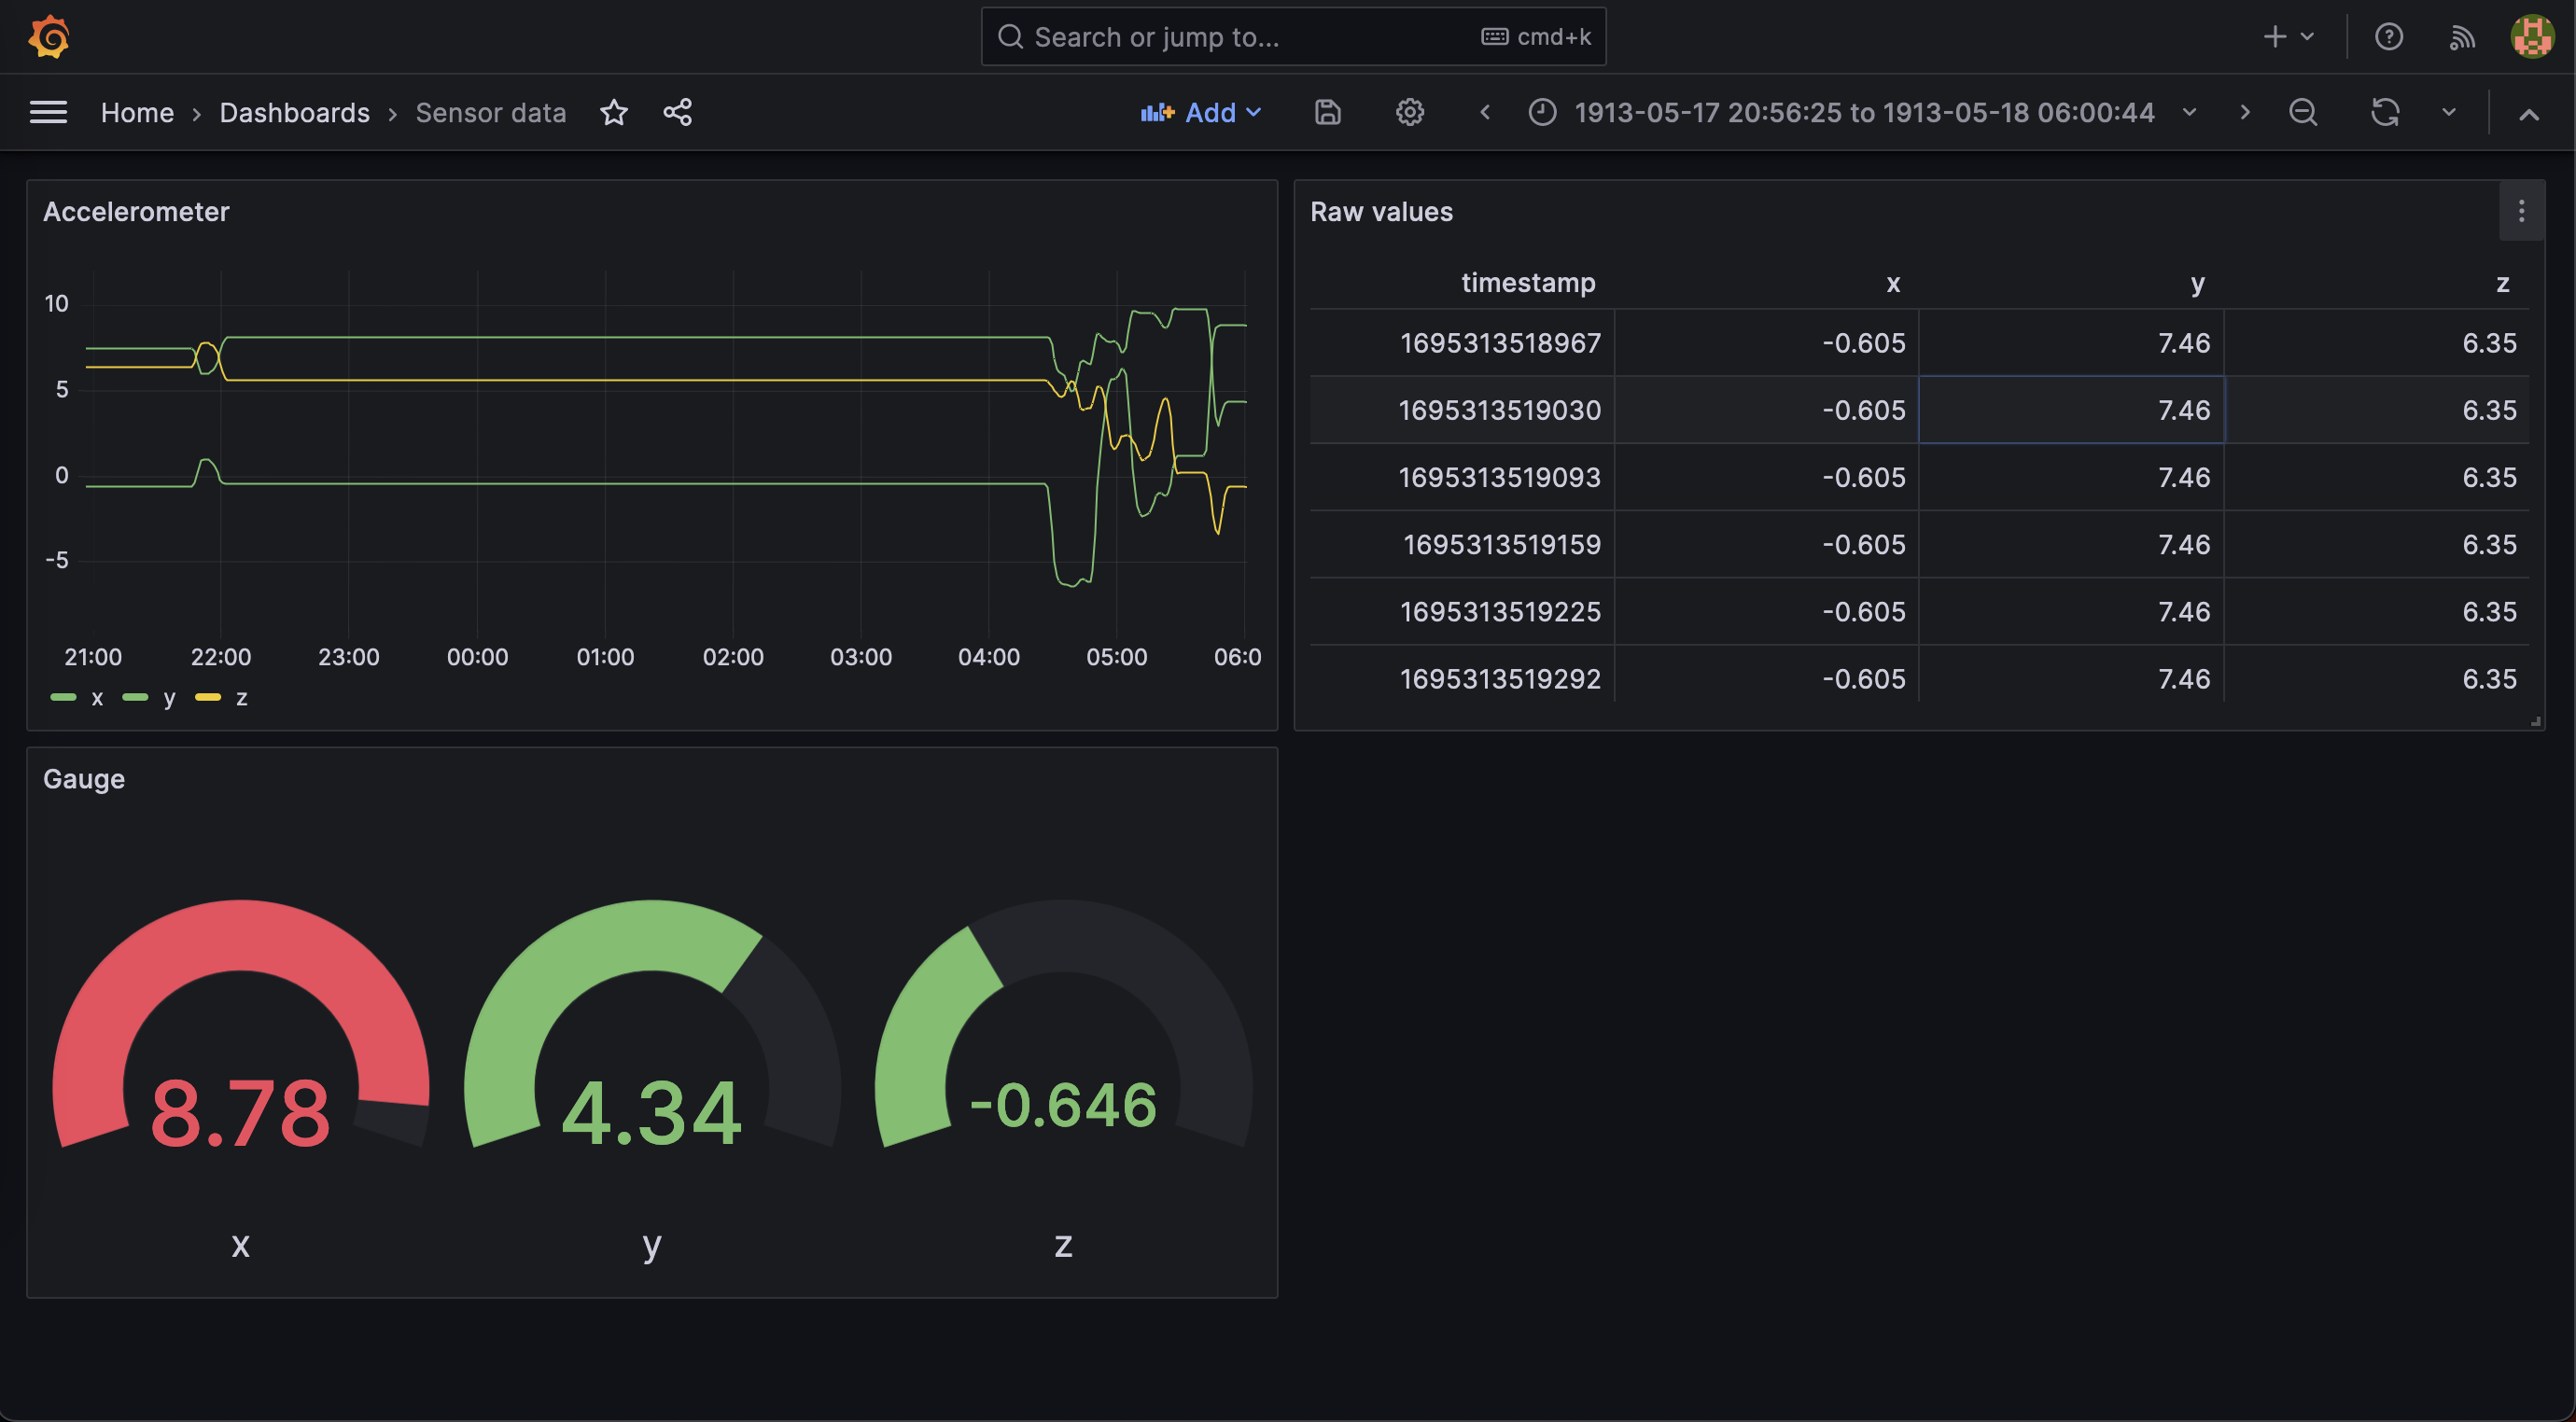 Search or jump to... cmd+k
Home › Dashboards › Sensor data Add 1913-05-17 20:56:25 to 1913-05-18 06:00:44
Accelerometer
10
5
0
-5
21:00 22:00 23:00 00:00 01:00 02:00 03:00 04:00 05:00 06:0
x y z
Raw values
timestamp x y z
1695313518967 -0.605 7.46 6.35
1695313519030 -0.605 7.46 6.35
1695313519093 -0.605 7.46 6.35
1695313519159 -0.605 7.46 6.35
1695313519225 -0.605 7.46 6.35
1695313519292 -0.605 7.46 6.35
Gauge
8.78 4.34 -0.646
x y z